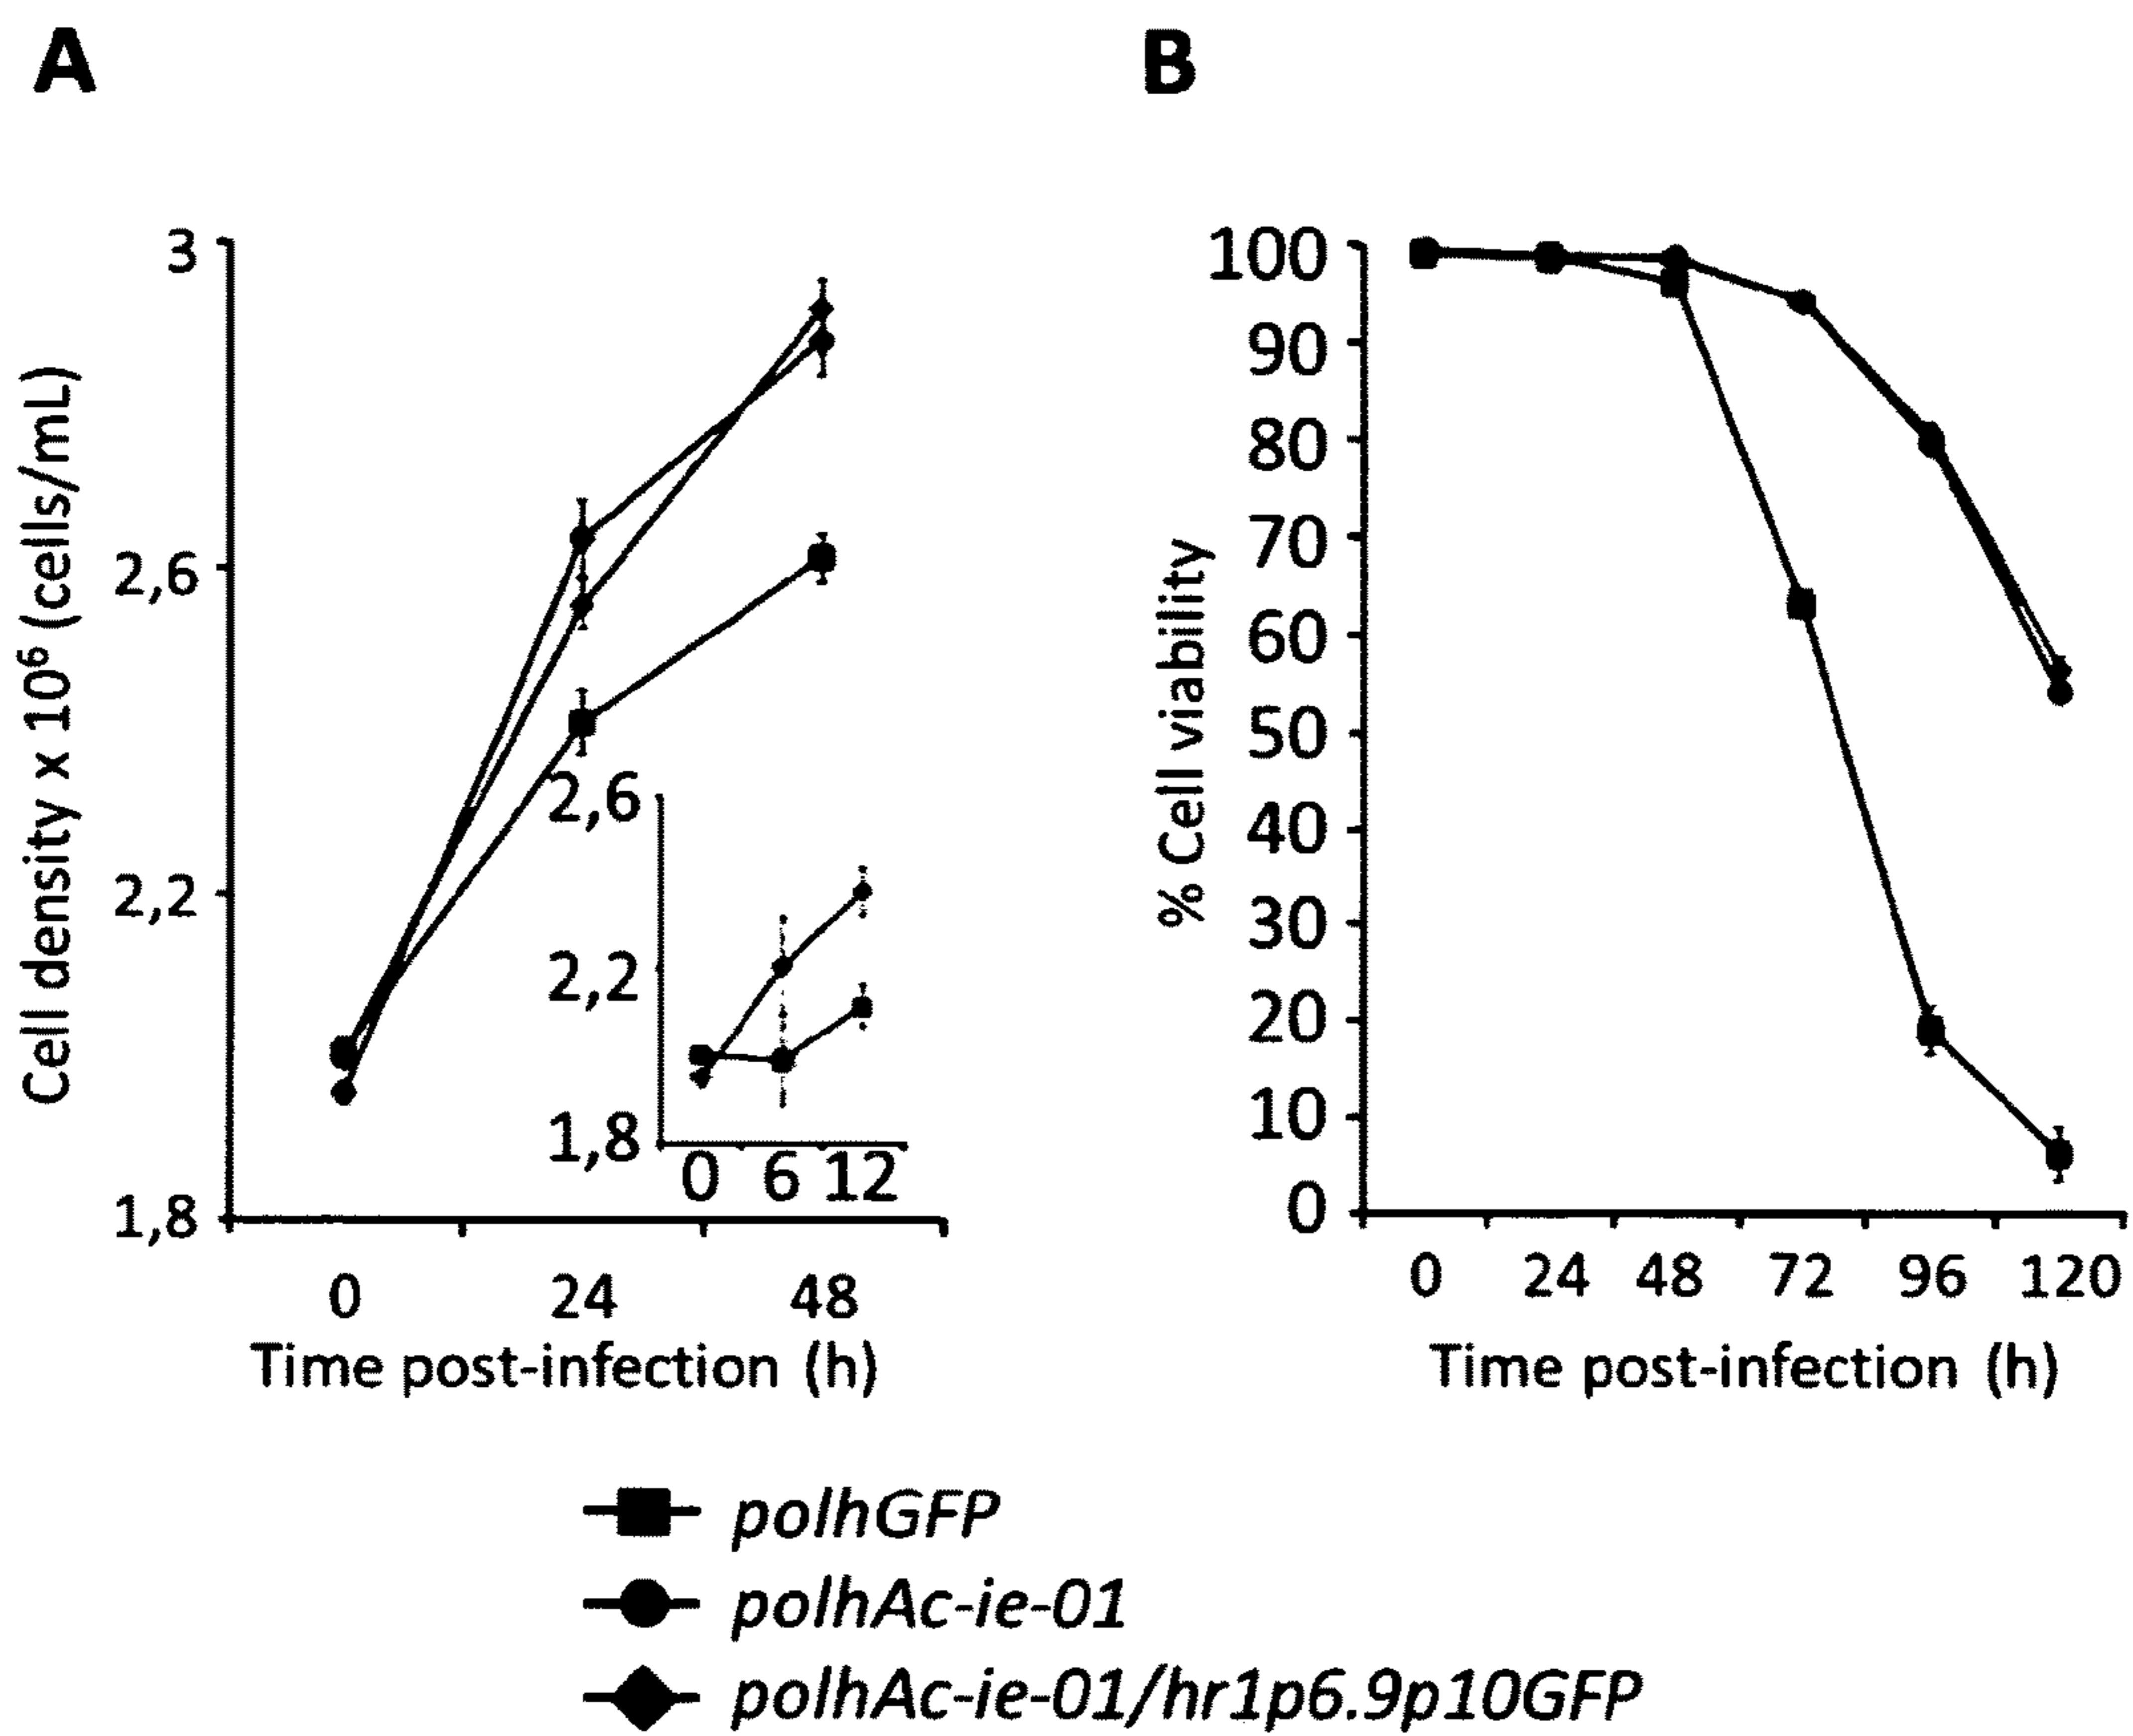 A
B
Cell density x 10⁶ (cells/mL)
3
2,6
2,2
1,8
0
24
48
Time post-infection (h)
2,6
2,2
1,8
0 6 12
% Cell viability
100
90
80
70
60
50
40
30
20
10
0
0 24 48 72 96 120
Time post-infection (h)
polhGFP
polhAc-ie-01
polhAc-ie-01/hr1p6.9p10GFP